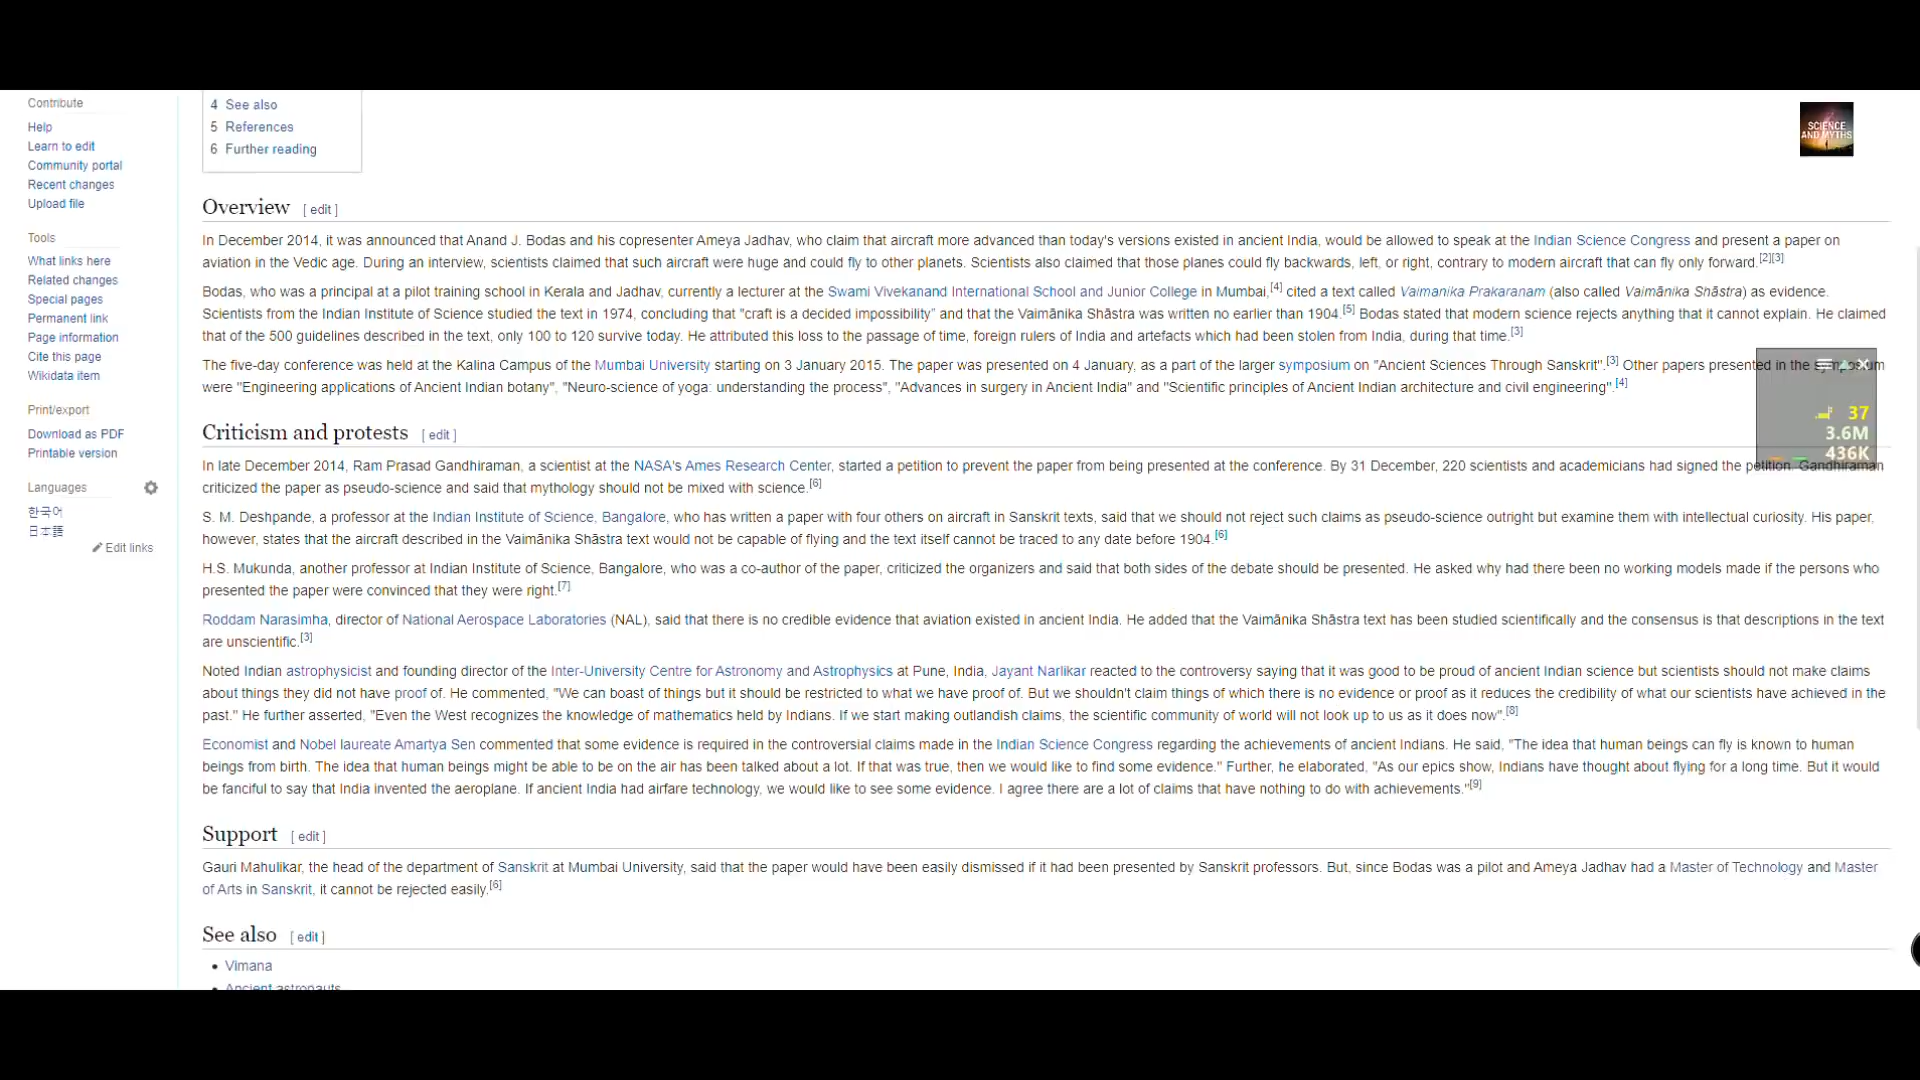 Contribute
Help
Learn to edit
Community portal
Recent changes
Upload file
Tools
What links here
Related changes
Special pages
Permanent link
Page information
Cite this page
Wikidata item
Print/export
Download as PDF
Printable version
Languages
한국어
日本語
Edit links
4 See also
5 References
6 Further reading
SCIENCE
AND MYTHS
Overview [ edit ]
In December 2014, it was announced that Anand J. Bodas and his copresenter Ameya Jadhav, who claim that aircraft more advanced than today's versions existed in ancient India, would be allowed to speak at the Indian Science Congress and present a paper on
aviation in the Vedic age. During an interview, scientists claimed that such aircraft were huge and could fly to other planets. Scientists also claimed that those planes could fly backwards, left, or right, contrary to modern aircraft that can fly only forward.[2][3]
Bodas, who was a principal at a pilot training school in Kerala and Jadhav, currently a lecturer at the Swami Vivekanand International School and Junior College in Mumbai,[4] cited a text called Vaimanika Prakaranam (also called Vaimānika Shāstra) as evidence.
Scientists from the Indian Institute of Science studied the text in 1974, concluding that "craft is a decided impossibility" and that the Vaimānika Shāstra was written no earlier than 1904.[5] Bodas stated that modern science rejects anything that it cannot explain. He claimed
that of the 500 guidelines described in the text, only 100 to 120 survive today. He attributed this loss to the passage of time, foreign rulers of India and artefacts which had been stolen from India, during that time.[3]
The five-day conference was held at the Kalina Campus of the Mumbai University starting on 3 January 2015. The paper was presented on 4 January, as a part of the larger symposium on "Ancient Sciences Through Sanskrit".[3] Other papers presented in the symposium
were "Engineering applications of Ancient Indian botany", "Neuro-science of yoga: understanding the process", "Advances in surgery in Ancient India" and "Scientific principles of Ancient Indian architecture and civil engineering".[4]
37
3.6M
436K
Criticism and protests [ edit ]
In late December 2014, Ram Prasad Gandhiraman, a scientist at the NASA's Ames Research Center, started a petition to prevent the paper from being presented at the conference. By 31 December, 220 scientists and academicians had signed the petition. Gandhiraman
criticized the paper as pseudo-science and said that mythology should not be mixed with science.[6]
S. M. Deshpande, a professor at the Indian Institute of Science, Bangalore, who has written a paper with four others on aircraft in Sanskrit texts, said that we should not reject such claims as pseudo-science outright but examine them with intellectual curiosity. His paper,
however, states that the aircraft described in the Vaimānika Shāstra text would not be capable of flying and the text itself cannot be traced to any date before 1904.[6]
H.S. Mukunda, another professor at Indian Institute of Science, Bangalore, who was a co-author of the paper, criticized the organizers and said that both sides of the debate should be presented. He asked why had there been no working models made if the persons who
presented the paper were convinced that they were right.[7]
Roddam Narasimha, director of National Aerospace Laboratories (NAL), said that there is no credible evidence that aviation existed in ancient India. He added that the Vaimānika Shāstra text has been studied scientifically and the consensus is that descriptions in the text
are unscientific.[3]
Noted Indian astrophysicist and founding director of the Inter-University Centre for Astronomy and Astrophysics at Pune, India, Jayant Narlikar reacted to the controversy saying that it was good to be proud of ancient Indian science but scientists should not make claims
about things they did not have proof of. He commented, "We can boast of things but it should be restricted to what we have proof of. But we shouldn't claim things of which there is no evidence or proof as it reduces the credibility of what our scientists have achieved in the
past." He further asserted, "Even the West recognizes the knowledge of mathematics held by Indians. If we start making outlandish claims, the scientific community of world will not look up to us as it does now".[8]
Economist and Nobel laureate Amartya Sen commented that some evidence is required in the controversial claims made in the Indian Science Congress regarding the achievements of ancient Indians. He said, "The idea that human beings can fly is known to human
beings from birth. The idea that human beings might be able to be on the air has been talked about a lot. If that was true, then we would like to find some evidence." Further, he elaborated, "As our epics show, Indians have thought about flying for a long time. But it would
be fanciful to say that India invented the aeroplane. If ancient India had airfare technology, we would like to see some evidence. I agree there are a lot of claims that have nothing to do with achievements."[9]
Support [ edit ]
Gauri Mahulikar, the head of the department of Sanskrit at Mumbai University, said that the paper would have been easily dismissed if it had been presented by Sanskrit professors. But, since Bodas was a pilot and Ameya Jadhav had a Master of Technology and Master
of Arts in Sanskrit, it cannot be rejected easily.[6]
See also [ edit ]
Vimana
Ancient astronauts